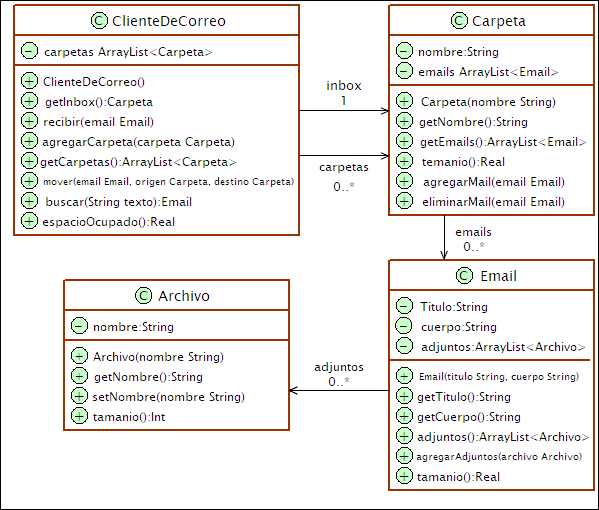 C ClienteDeCorreo
− carpetas ArrayList<Carpeta>
+ ClienteDeCorreo()
+ getInbox():Carpeta
+ recibir(email Email)
+ agregarCarpeta(carpeta Carpeta)
+ getCarpetas():ArrayList<Carpeta>
+ mover(email Email, origen Carpeta, destino Carpeta)
+ buscar(String texto):Email
+ espacioOcupado():Real
inbox
1
carpetas
0..*
C Carpeta
− nombre:String
− emails ArrayList<Email>
+ Carpeta(nombre String)
+ getNombre():String
+ getEmails():ArrayList<Email>
+ temanio():Real
+ agregarMail(email Email)
+ eliminarMail(email Email)
emails
0..*
C Archivo
− nombre:String
+ Archivo(nombre String)
+ getNombre():String
+ setNombre(nombre String)
+ tamanio():Int
adjuntos
0..*
C Email
− Titulo:String
− cuerpo:String
− adjuntos:ArrayList<Archivo>
+ Email(titulo String, cuerpo String)
+ getTitulo():String
+ getCuerpo():String
+ adjuntos():ArrayList<Archivo>
+ agregarAdjuntos(archivo Archivo)
+ tamanio():Real